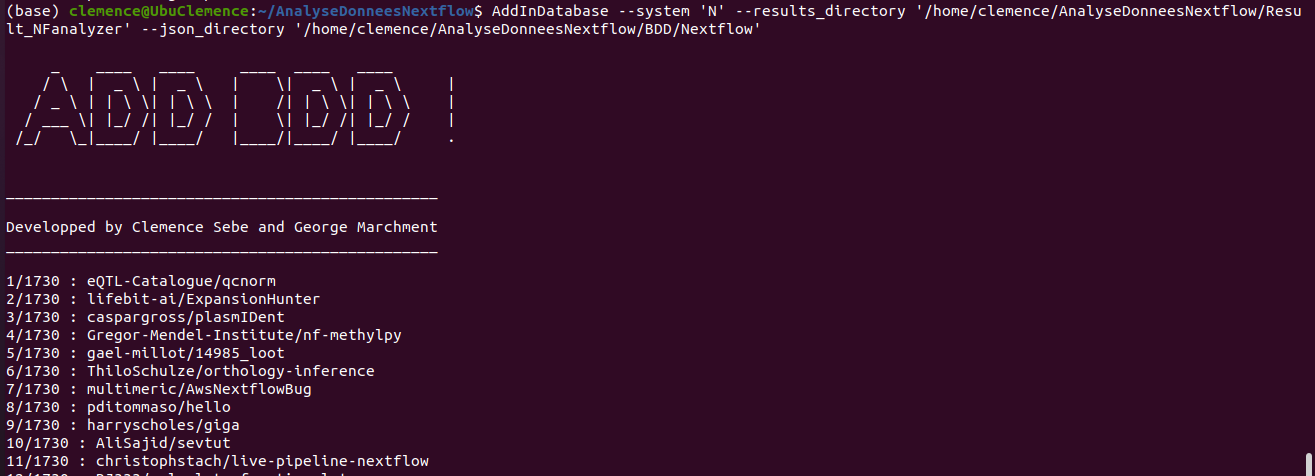 (base) clemence@UbuClemence:~/AnalyseDonneesNextflow$ AddInDatabase --system 'N' --results_directory '/home/clemence/AnalyseDonneesNextflow/Resu
lt_NFanalyzer' --json_directory '/home/clemence/AnalyseDonneesNextflow/BDD/Nextflow'
ADD BDD !
Developped by Clemence Sebe and George Marchment
1/1730 : eQTL-Catalogue/qcnorm
2/1730 : lifebit-ai/ExpansionHunter
3/1730 : caspargross/plasmIDent
4/1730 : Gregor-Mendel-Institute/nf-methylpy
5/1730 : gael-millot/14985_loot
6/1730 : ThiloSchulze/orthology-inference
7/1730 : multimeric/AwsNextflowBug
8/1730 : pditommaso/hello
9/1730 : harryscholes/giga
10/1730 : AliSajid/sevtut
11/1730 : christophstach/live-pipeline-nextflow